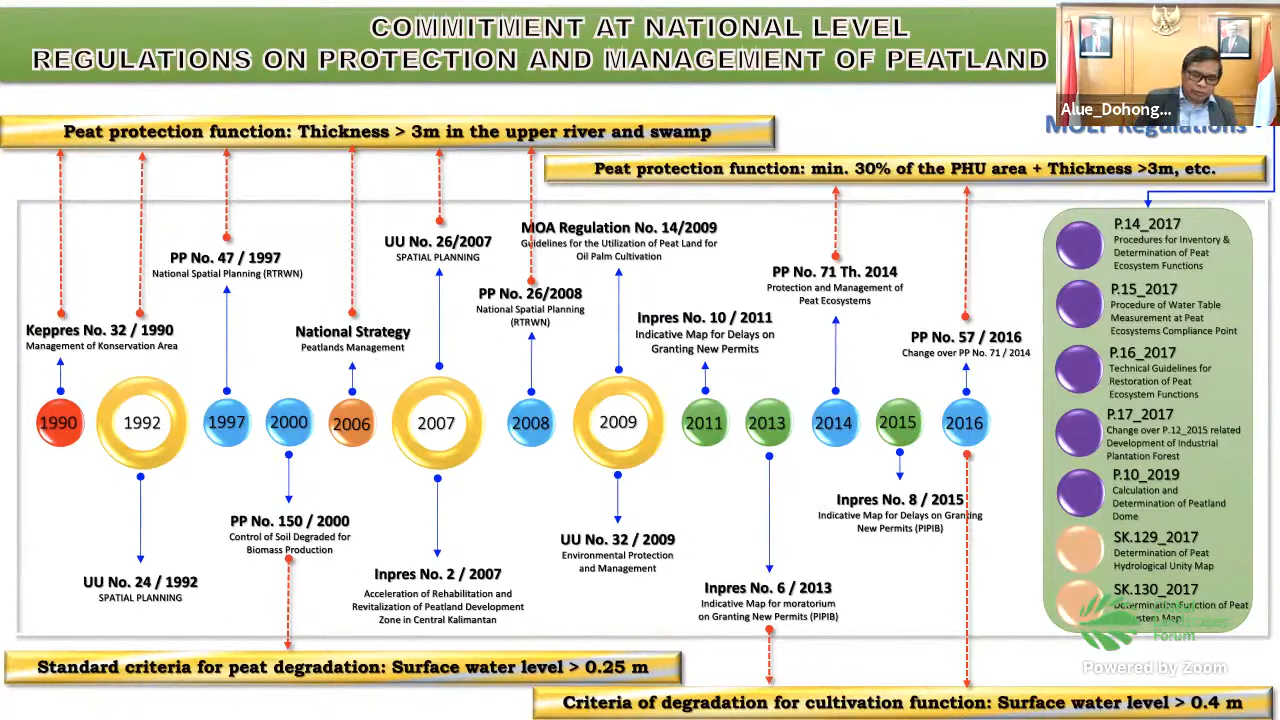 COMMITMENT AT NATIONAL LEVEL
REGULATIONS ON PROTECTION AND MANAGEMENT OF PEATLAND
Alue_Dohong...
MOEF Regulations
Peat protection function: Thickness > 3m in the upper river and swamp
Peat protection function: min. 30% of the PHU area + Thickness >3m, etc.
Keppres No. 32 / 1990
Management of Konservasion Area
PP No. 47 / 1997
National Spatial Planning (RTRWN)
National Strategy
Peatlands Management
UU No. 26/2007
SPATIAL PLANNING
PP No. 26/2008
National Spatial Planning
(RTRWN)
MOA Regulation No. 14/2009
Guidelines for the Utilization of Peat Land for
Oil Palm Cultivation
Inpres No. 10 / 2011
Indicative Map for Delays on
Granting New Permits
PP No. 71 Th. 2014
Protection and Management of
Peat Ecosystems
PP No. 57 / 2016
Change over PP No. 71 / 2014
1990
1992
1997
2000
2006
2007
2008
2009
2011
2013
2014
2015
2016
UU No. 24 / 1992
SPATIAL PLANNING
PP No. 150 / 2000
Control of Soil Degraded for
Biomass Production
Inpres No. 2 / 2007
Acceleration of Rehabilitation and
Revitalization of Peatland Development
Zone in Central Kalimantan
UU No. 32 / 2009
Environmental Protection
and Management
Inpres No. 6 / 2013
Indicative Map for moratorium
on Granting New Permits (PIPIB)
Inpres No. 8 / 2015
Indicative Map for Delays on Granting
New Permits (PIPIB)
P.14_2017
Procedures for Inventory &
Determination of Peat
Ecosystem Functions
P.15_2017
Procedure of Water Table
Measurement at Peat
Ecosystems Compliance Point
P.16_2017
Technical Guidelines for
Restoration of Peat
Ecosystem Functions
P.17_2017
Change over P.12_2015 related
Development of Industrial
Plantation Forest
P.10_2019
Calculation and
Determination of Peatland
Dome
SK.129_2017
Determination of Peat
Hydrological Unity Map
SK.130_2017
Determination Function of Peat
Map
Landscapes
Forum
Powered by Zoom
Standard criteria for peat degradation: Surface water level > 0.25 m
Criteria of degradation for cultivation function: Surface water level > 0.4 m